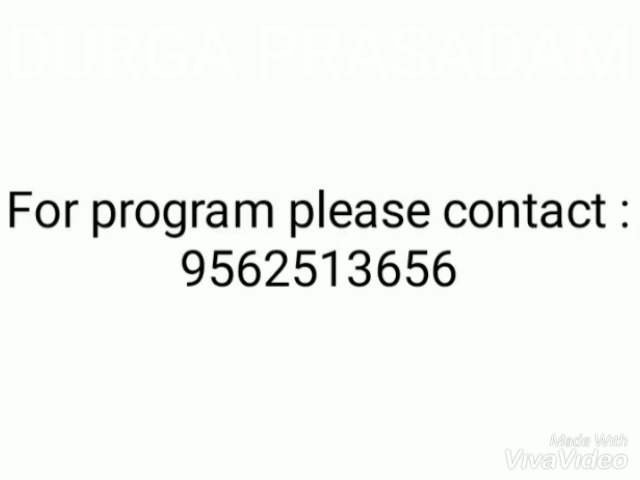 DURGA PRASADAM
For program please contact :
9562513656
Made With
VivaVideo